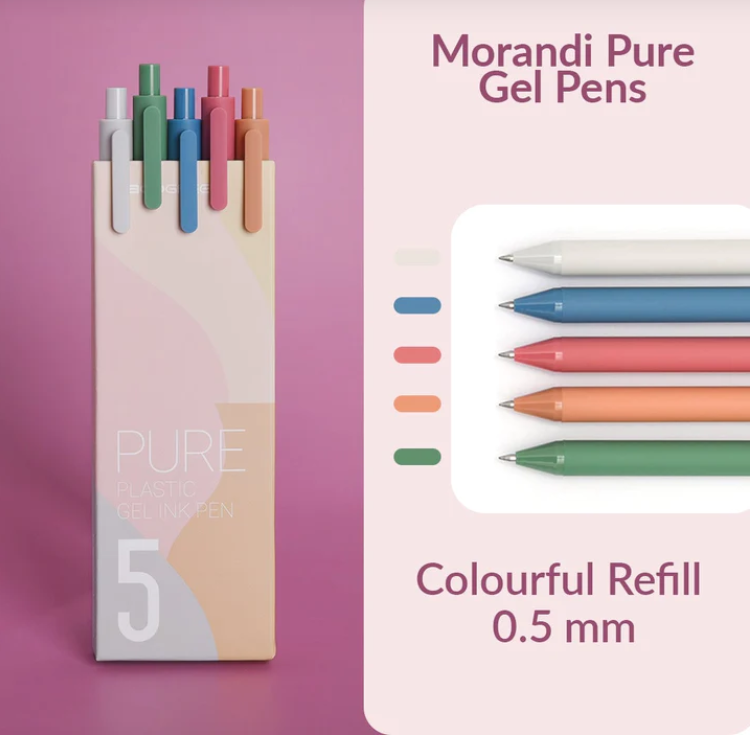 PURE
PLASTIC
GEL INK PEN
5
Morandi Pure
Gel Pens
Colourful Refill
0.5 mm